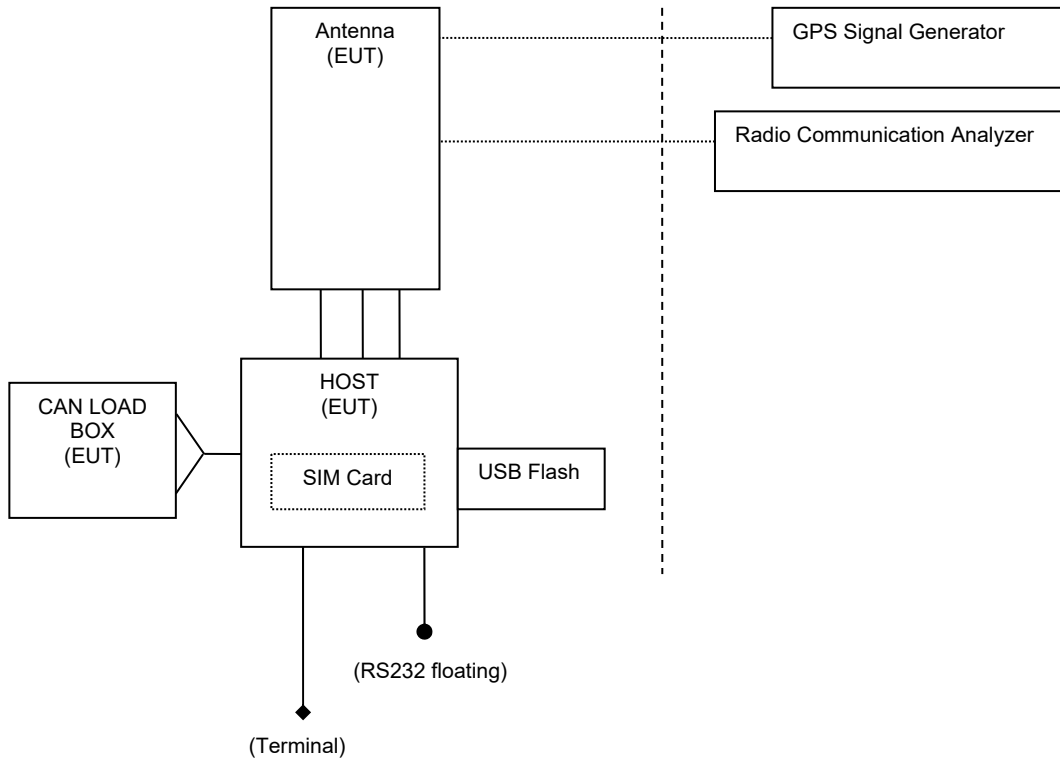 Antenna
(EUT)
GPS Signal Generator
Radio Communication Analyzer
HOST
(EUT)
CAN LOAD
BOX
(EUT)
SIM Card
USB Flash
(RS232 floating)
(Terminal)